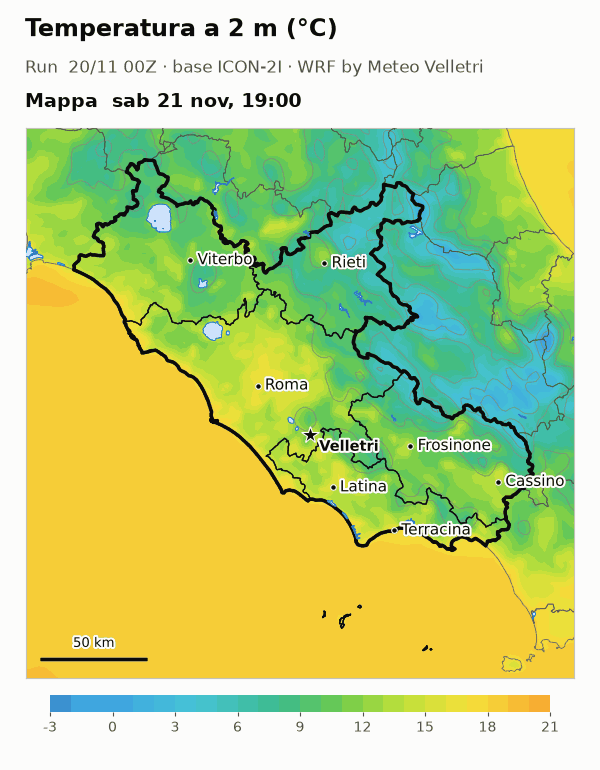 Temperatura a 2 m (°C)
Run  20/11 00Z · base ICON-2I · WRF by Meteo Velletri
Mappa  sab 21 nov, 19:00
Viterbo
Rieti
Roma
Velletri
Frosinone
Cassino
Latina
Terracina
50 km
-3 0 3 6 9 12 15 18 21